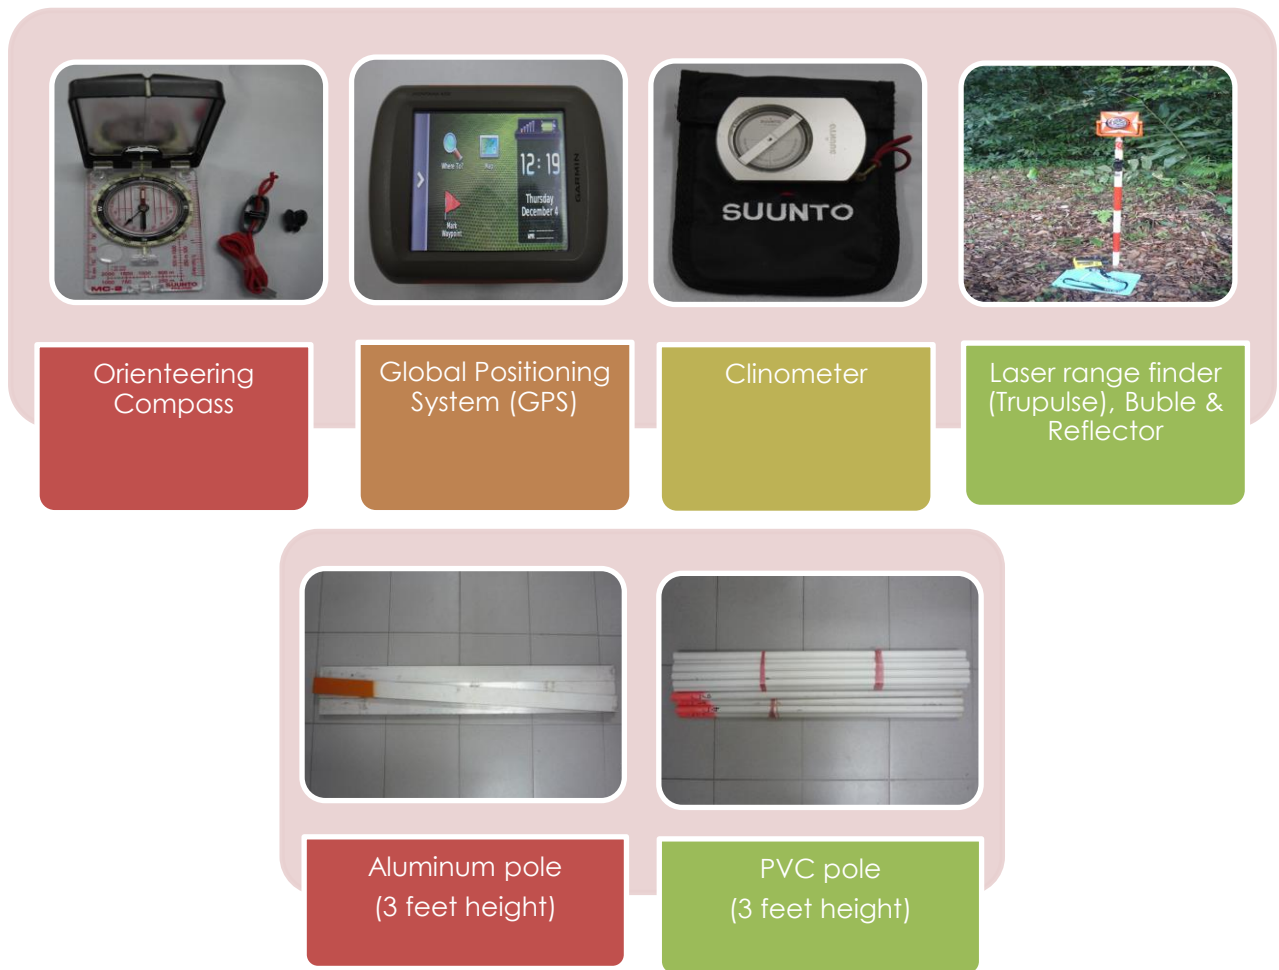 MC-2
SUUNTO
Where To?
Map
12:19
Thursday
December 4
Mark
Waypoint
GARMIN
SUUNTO
SUUNTO
Orienteering
Compass
Global Positioning
System (GPS)
Clinometer
Laser range finder
(Trupulse), Buble &
Reflector
Aluminum pole
(3 feet height)
PVC pole
(3 feet height)